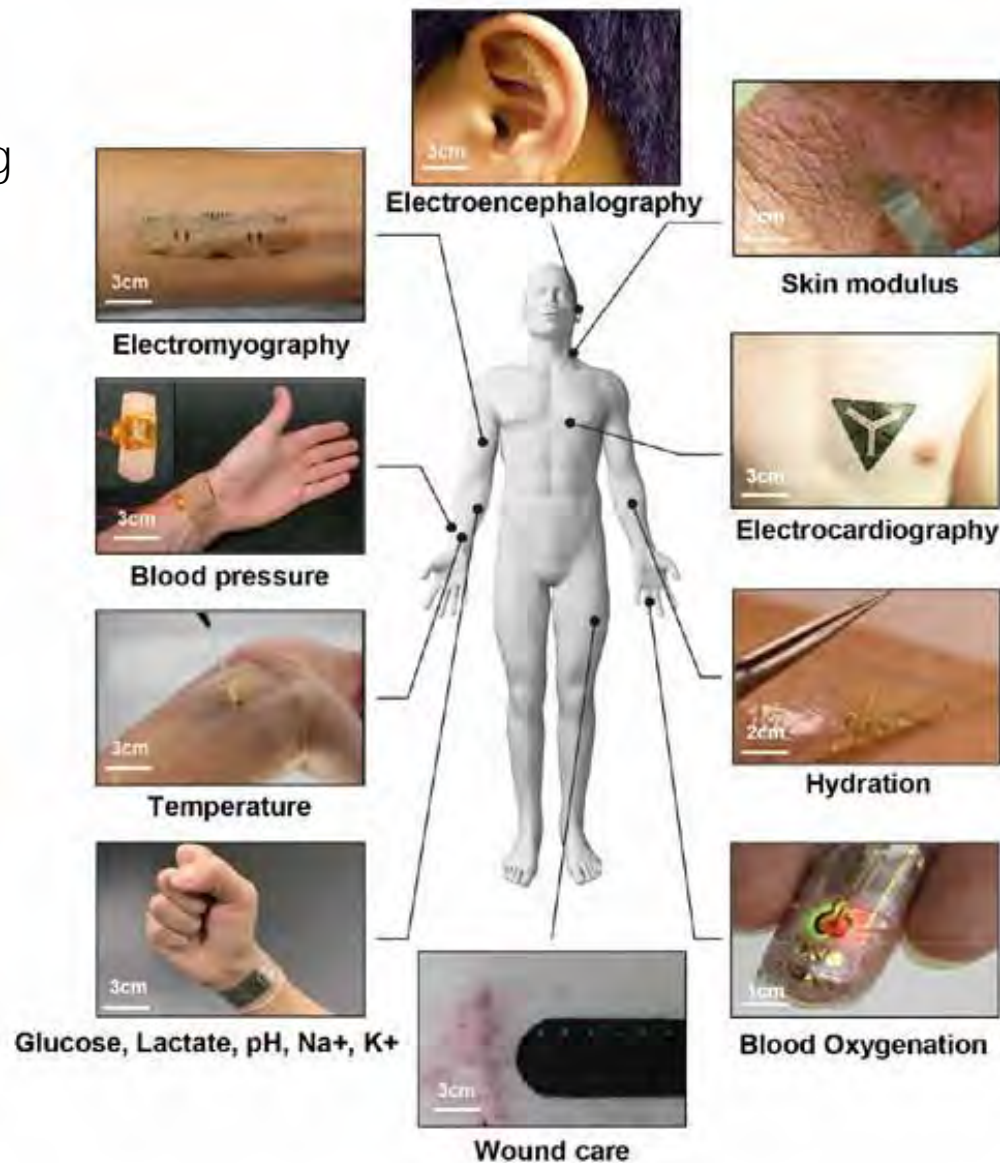 g
3cm
Electroencephalography
3cm
Electromyography
Skin modulus
3cm
Blood pressure
3cm
Electrocardiography
3cm
Temperature
2cm
Hydration
3cm
Glucose, Lactate, pH, Na+, K+
1cm
Blood Oxygenation
3cm
Wound care